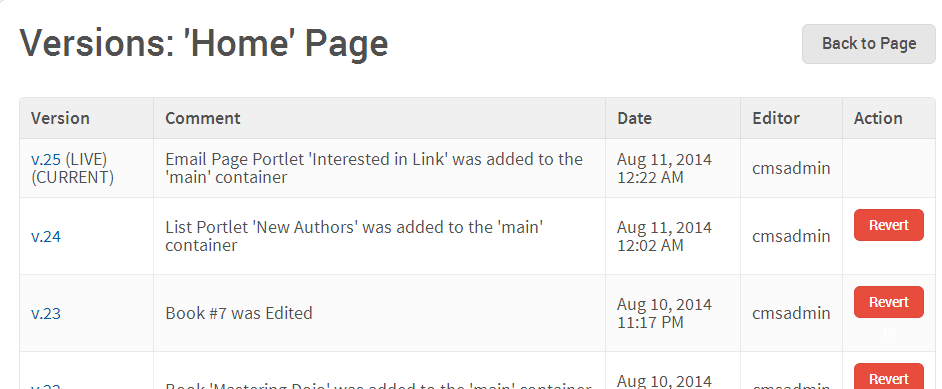 Versions: 'Home' Page
Back to Page
Version Comment Date Editor Action
v.25 (LIVE) (CURRENT)
Email Page Portlet 'Interested in Link' was added to the
'main' container
Aug 11, 2014
12:22 AM
cmsadmin
v.24
List Portlet 'New Authors' was added to the 'main'
container
Aug 11, 2014
12:02 AM
cmsadmin
Revert
v.23
Book #7 was Edited
Aug 10, 2014
11:17 PM
cmsadmin
Revert
v.22
Book 'Mastering Dojo' was added to the 'main' container
Aug 10, 2014
cmsadmin
Revert